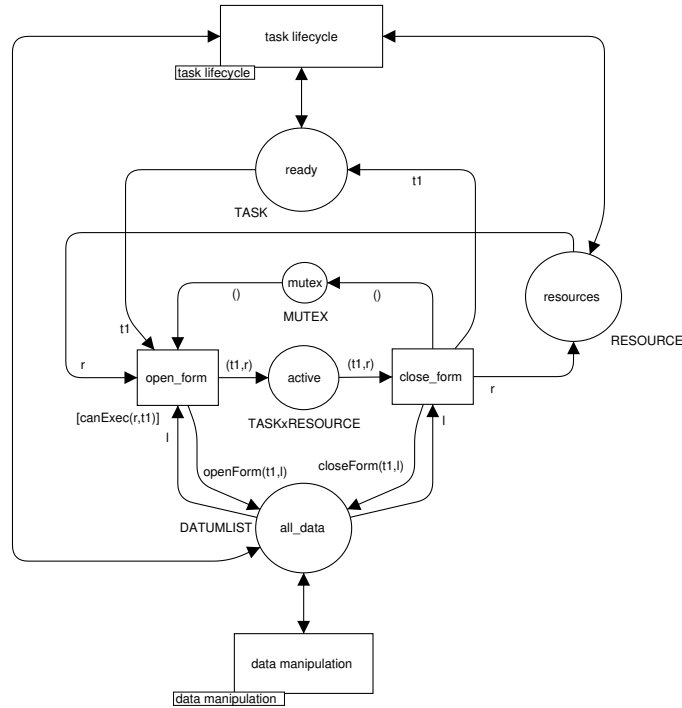 task lifecycle
task lifecycle
ready
t1
TASK
mutex
()
()
MUTEX
resources
RESOURCE
t1
r
open_form
(t1,r)
active
(t1,r)
close_form
r
[canExec(r,t1)]
TASKxRESOURCE
l
l
openForm(t1,l)
closeForm(t1,l)
DATUMLIST
all_data
data manipulation
data manipulation